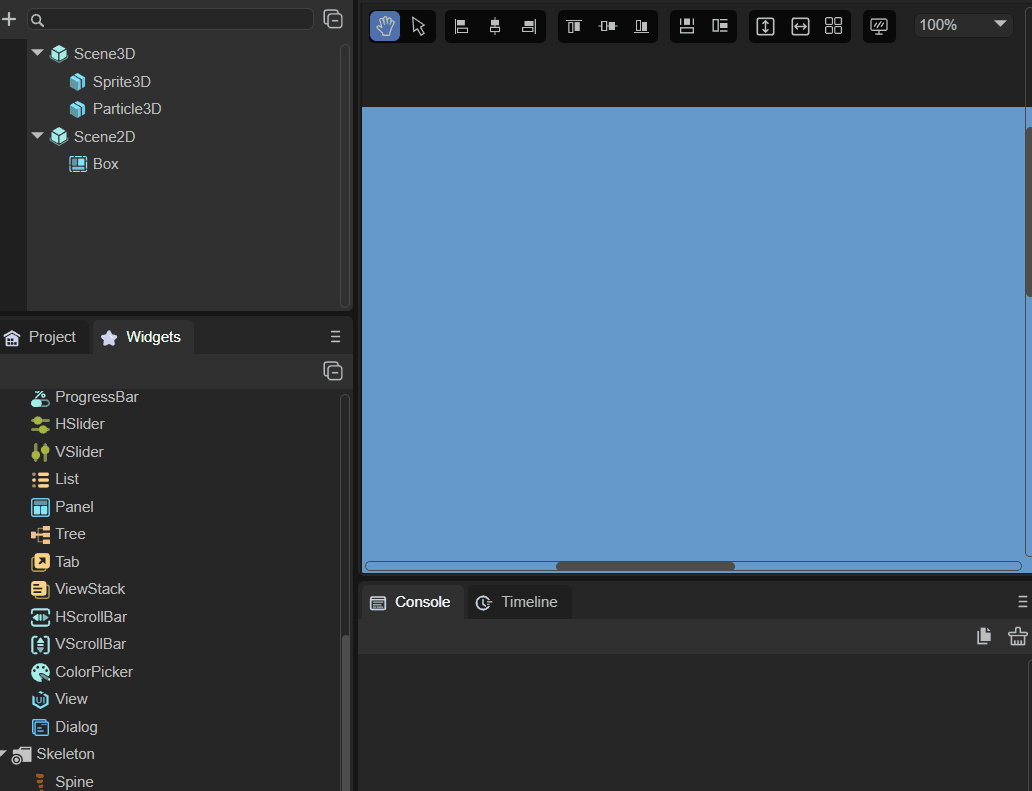 Scene3D
Sprite3D
Particle3D
Scene2D
Box
100%
Project
Widgets
ProgressBar
HSlider
VSlider
List
Panel
Tree
Tab
ViewStack
HScrollBar
VScrollBar
ColorPicker
View
Dialog
Skeleton
Spine
Console
Timeline